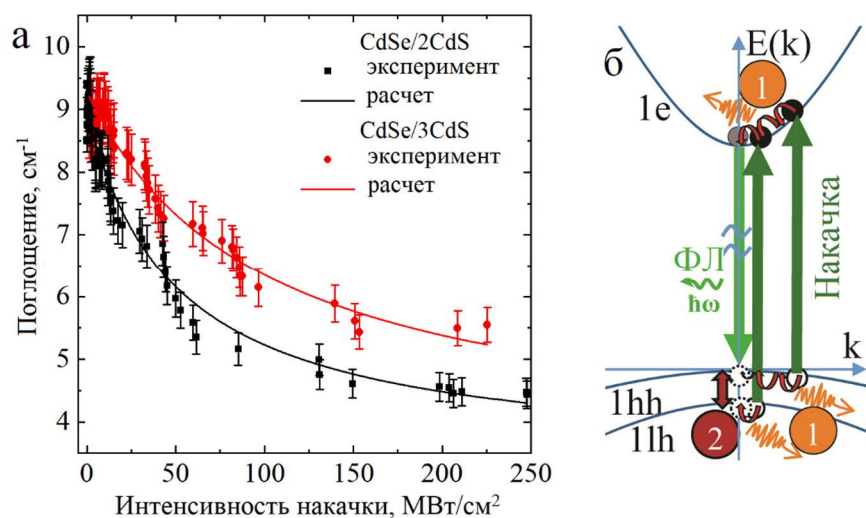 а
10
9
8
7
6
5
4
Поглощение, см⁻¹
CdSe/2CdS
эксперимент
расчет
CdSe/3CdS
эксперимент
расчет
0 50 100 150 200 250
Интенсивность накачки, МВт/см²
б
E(k)
1
1e
ФЛ
ħω
Накачка
k
1hh
1lh
2
1